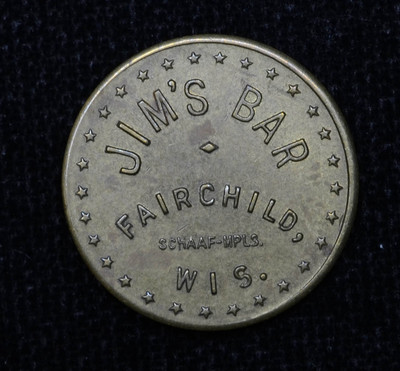 JIM'S BAR
FAIRCHILD,
SCHAAF-MPLS.
WIS.